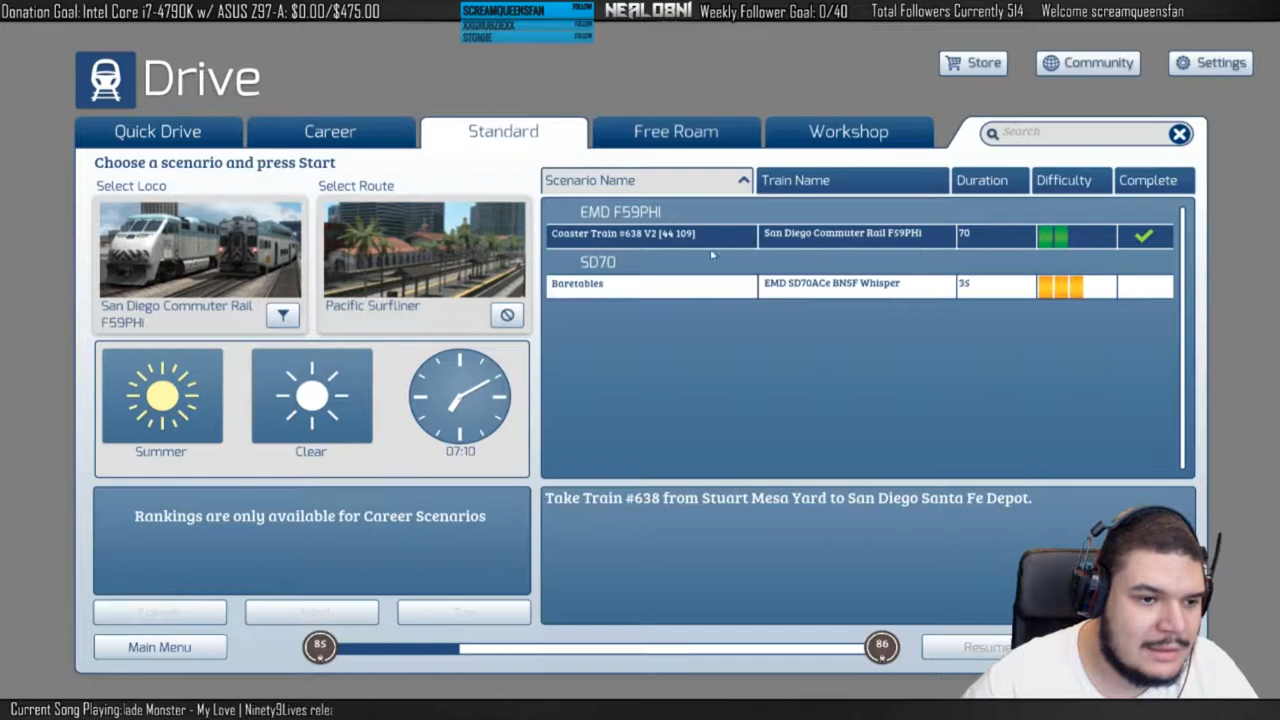 Donation Goal: Intel Core i7-4790K w/ ASUS Z97-A: $0.00/$475.00
SCREAMQUEENSFAN FOLLOW
FOLLOW
STONJIE FOLLOW
NEALOBNI
Weekly Follower Goal: 0/40
Total Followers Currently 514
Welcome screamqueensfan
Drive
Store
Community
Settings
Quick Drive
Career
Standard
Free Roam
Workshop
Search
Choose a scenario and press Start
Select Loco
Select Route
San Diego Commuter Rail F59PHi
Pacific Surfliner
Summer
Clear
07:10
Scenario Name
Train Name
Duration
Difficulty
Complete
EMD F59PHI
Coaster Train #638 V2 [44 109]
San Diego Commuter Rail F59PHi
70
SD70
Baretables
EMD SD70ACe BNSF Whisper
35
Rankings are only available for Career Scenarios
Take Train #638 from Stuart Mesa Yard to San Diego Santa Fe Depot.
Main Menu
85
86
Resume
Current Song Playing: ade Monster - My Love | Ninety9Lives rele